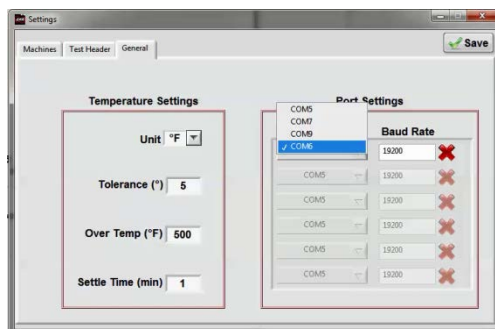 Settings
Machines
Test Header
General
Save
Temperature Settings
Unit °F
Tolerance (°) 5
Over Temp (°F) 500
Settle Time (min) 1
Port Settings
COM5
COM7
COM9
✓ COM6
Baud Rate
19200
COM5 19200
COM5 19200
COM5 19200
COM5 19200
COM5 19200